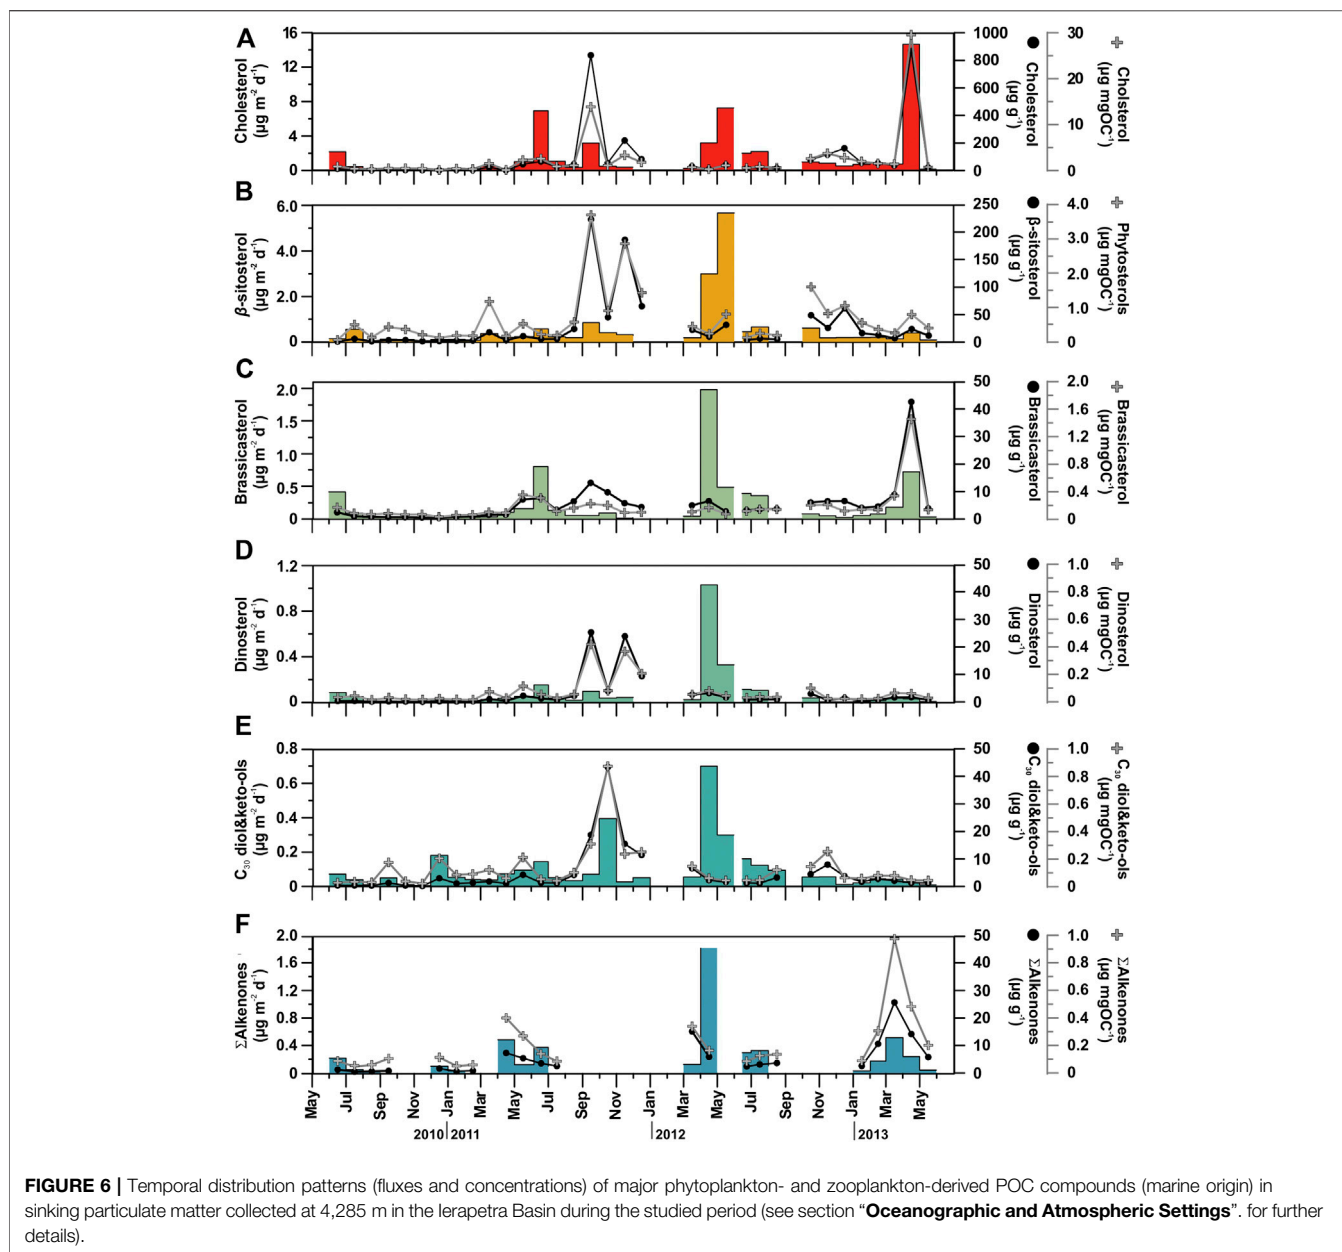 A
Cholesterol
(µg m⁻² d⁻¹)
16
12
8
4
0
1000
800
600
400
200
0
Cholesterol
(µg g⁻¹)
30
20
10
0
Cholsterol
(µg mgOC⁻¹)
B
β-sitosterol
(µg m⁻² d⁻¹)
6.0
4.0
2.0
0
250
200
150
100
50
0
β-sitosterol
(µg g⁻¹)
4.0
3.0
2.0
1.0
0
Phytosterols
(µg mgOC⁻¹)
C
Brassicasterol
(µg m⁻² d⁻¹)
2.0
1.5
1.0
0.5
0
50
40
30
20
10
0
Brassicasterol
(µg g⁻¹)
2.0
1.6
1.2
0.8
0.4
0
Brassicasterol
(µg mgOC⁻¹)
D
Dinosterol
(µg m⁻² d⁻¹)
1.2
0.8
0.4
0
50
40
30
20
10
0
Dinosterol
(µg g⁻¹)
1.0
0.8
0.6
0.4
0.2
0
Dinosterol
(µg mgOC⁻¹)
E
C₃₀ diol&keto-ols
(µg m⁻² d⁻¹)
0.8
0.6
0.4
0.2
0
50
40
30
20
10
0
C₃₀ diol&keto-ols
(µg g⁻¹)
1.0
0.8
0.6
0.4
0.2
0
C₃₀ diol&keto-ols
(µg mgOC⁻¹)
F
ΣAlkenones
(µg m⁻² d⁻¹)
2.0
1.6
1.2
0.8
0.4
0
50
40
30
20
10
0
ΣAlkenones
(µg g⁻¹)
1.0
0.8
0.6
0.4
0.2
0
ΣAlkenones
(µg mgOC⁻¹)
May Jul Sep Nov Jan Mar May Jul Sep Nov Jan Mar May Jul Sep Nov Jan Mar May
2010 2011 2012 2013
FIGURE 6 | Temporal distribution patterns (fluxes and concentrations) of major phytoplankton- and zooplankton-derived POC compounds (marine origin) in
sinking particulate matter collected at 4,285 m in the Ierapetra Basin during the studied period (see section “Oceanographic and Atmospheric Settings”. for further
details).